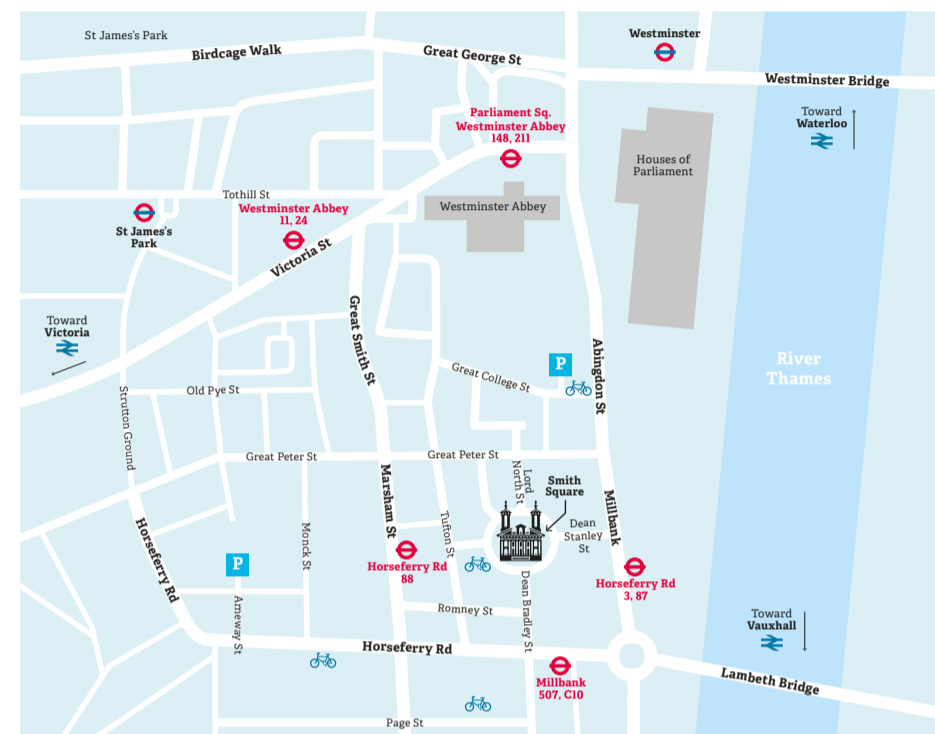 St James's Park
Birdcage Walk
Great George St
Westminster
Westminster Bridge
Parliament Sq.
Westminster Abbey
148, 211
Toward
Waterloo
Houses of
Parliament
Tothill St
Westminster Abbey
11, 24
Westminster Abbey
St James's
Park
Victoria St
Toward
Victoria
Great Smith St
Abingdon St
River
Thames
P
Great College St
Strutton Ground
Old Pye St
Great Peter St
Great Peter St
Marsham St
Lord
North St
Smith
Square
Millbank
Horseferry Rd
Monck St
Tufton St
Dean
Stanley
St
P
Horseferry Rd
88
Horseferry Rd
3, 87
Arneway St
Romney St
Dean Bradley St
Toward
Vauxhall
Horseferry Rd
Millbank
507, C10
Lambeth Bridge
Page St